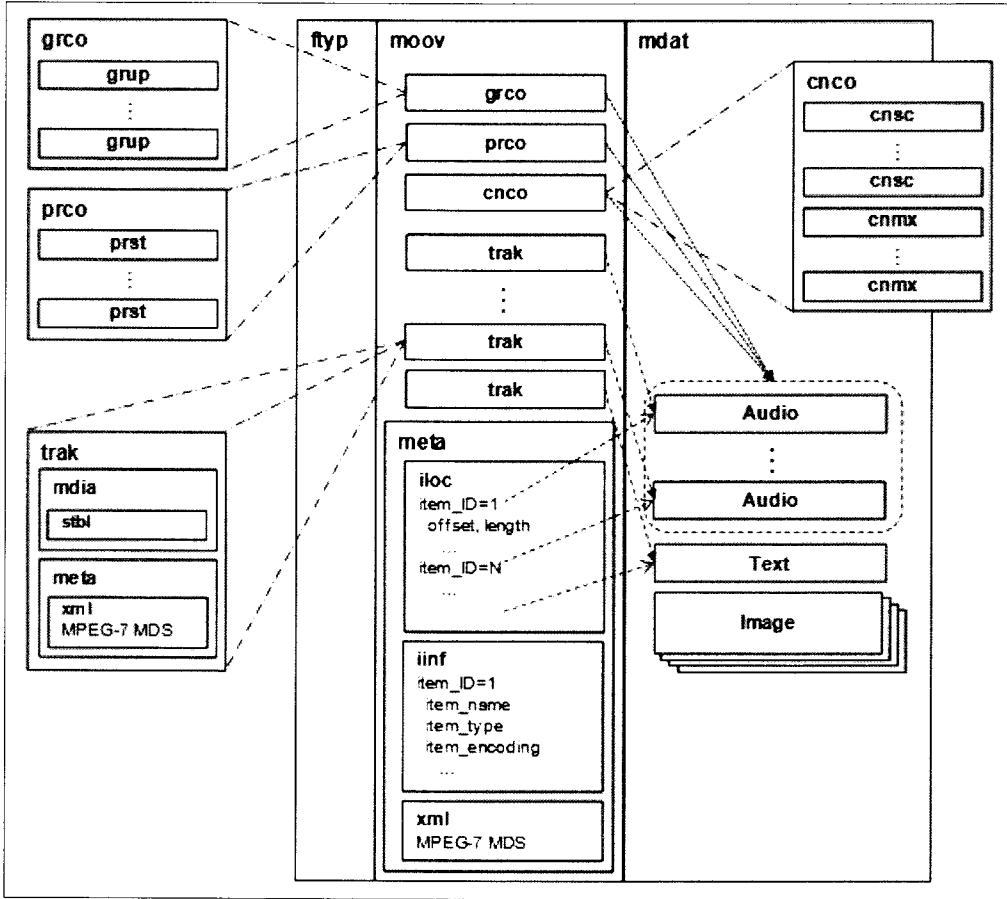 grco
grup
⋮
grup
prco
prst
⋮
prst
trak
mdia
stbl
meta
xml
MPEG-7 MDS
ftyp
moov
grco
prco
cnco
trak
⋮
trak
trak
meta
iloc
item_ID=1
offset, length
...
item_ID=N
...
iinf
item_ID=1
item_name
item_type
item_encoding
...
xml
MPEG-7 MDS
mdat
Audio
⋮
Audio
Text
Image
cnco
cnsc
⋮
cnsc
cnmx
⋮
cnmx